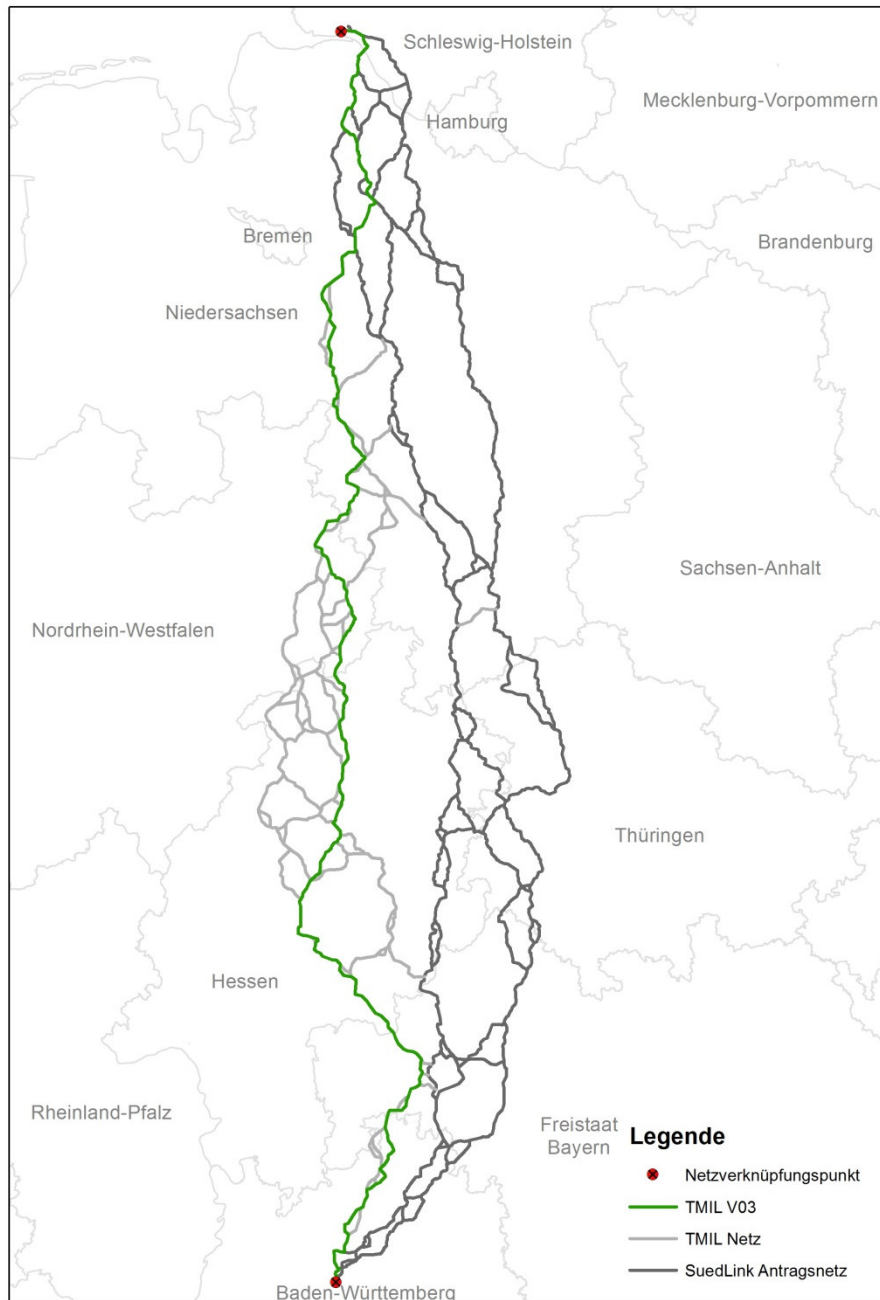 Schleswig-Holstein
Mecklenburg-Vorpommern
Hamburg
Bremen
Brandenburg
Niedersachsen
Sachsen-Anhalt
Nordrhein-Westfalen
Thüringen
Hessen
Rheinland-Pfalz
Freistaat
Bayern
Legende
Netzverknüpfungspunkt
TMIL V03
TMIL Netz
SuedLink Antragsnetz
Baden-Württemberg